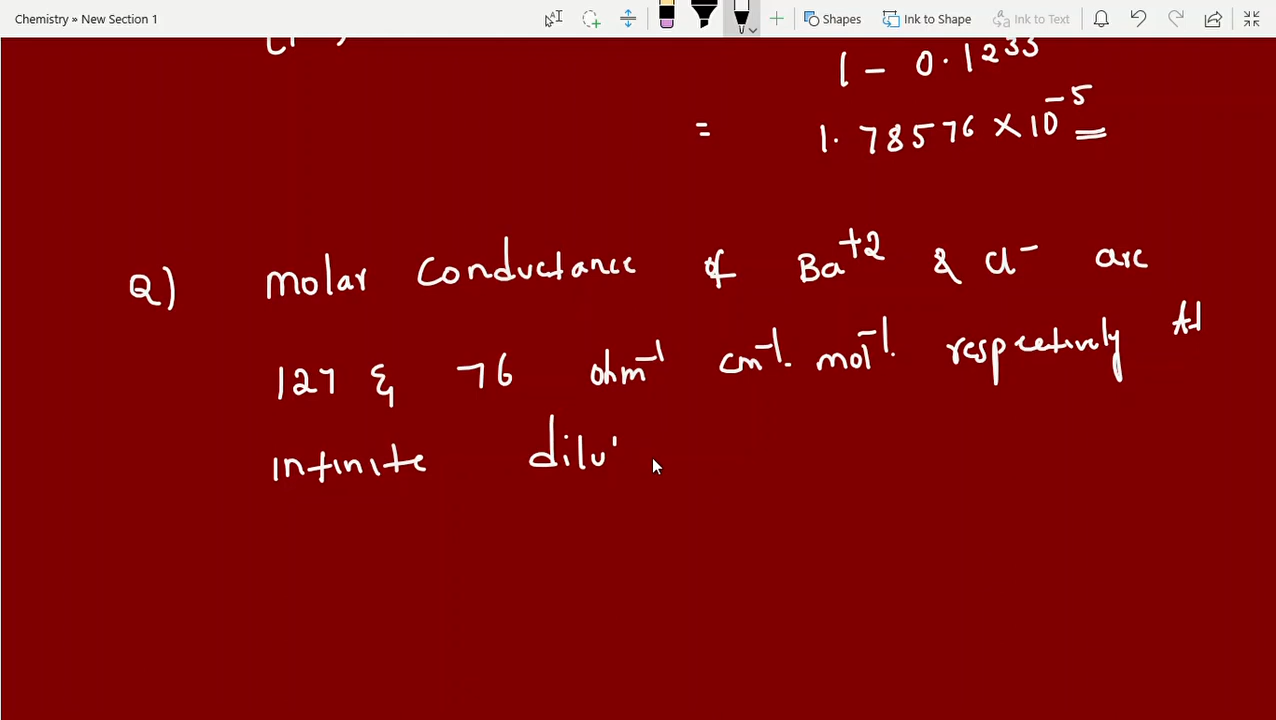 Chemistry » New Section 1
Shapes Ink to Shape Ink to Text
1 - 0.1233
= 1.78576 × 10⁻⁵
Q) Molar conductance of Ba⁺² & Cl⁻ are
127 & 76 ohm⁻¹ cm⁻¹. mol⁻¹. respectively At
infinite dilu